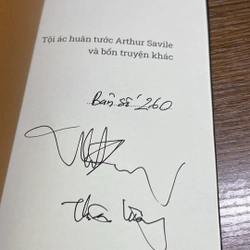 Tội ác huân tước Arthur Savile
và bốn truyện khác
Bản số 260